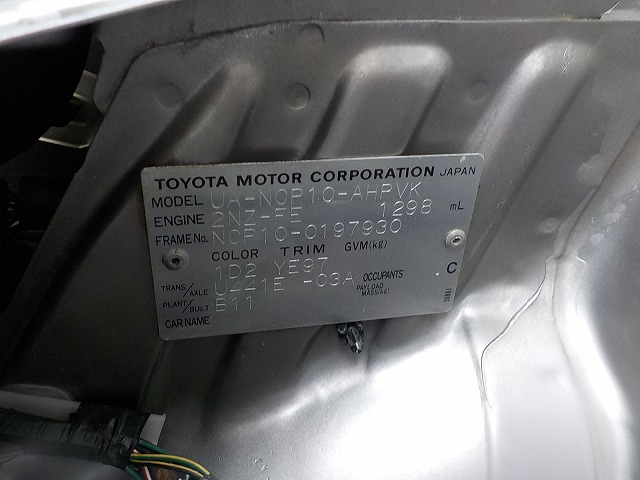 TOYOTA MOTOR CORPORATION JAPAN
MODEL UA-NCP10-AHPVK
ENGINE 2NZ-FE 1298 mL
FRAME No. NCP10-0197930
COLOR TRIM GVM(kg)
1D2 YE97
TRANS/AXLE U441E -03A OCCUPANTS C
PLANT/BUILT B11 PAYLOAD MASS(kg)
CAR NAME